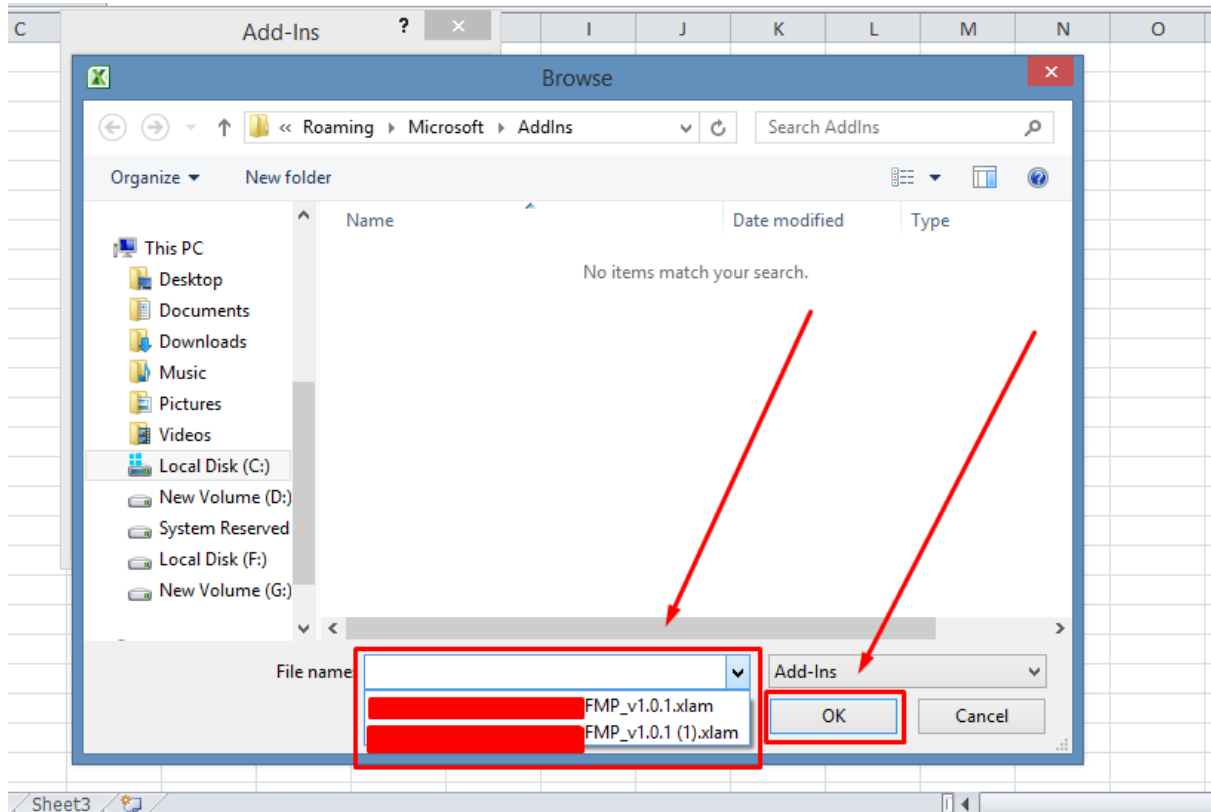 C I J K L M N O
Add-Ins ? ×
Browse ×
« Roaming Microsoft AddIns Search AddIns
Organize New folder ?
Name Date modified Type
No items match your search.
This PC
Desktop
Documents
Downloads
Music
Pictures
Videos
Local Disk (C:)
New Volume (D:)
System Reserved
Local Disk (F:)
New Volume (G:)
File name: Add-Ins
FMP_v1.0.1.xlam
FMP_v1.0.1 (1).xlam
OK Cancel
Sheet3